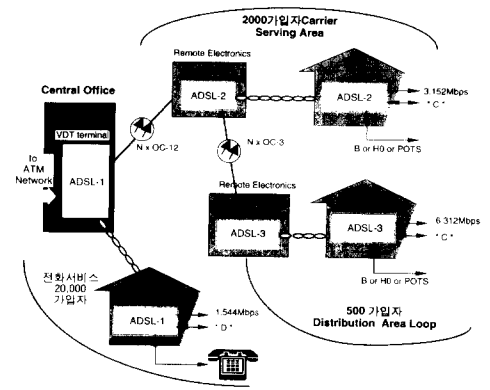 2000가입자Carrier
Serving Area
Remote Electronics
Central Office
ADSL-2
ADSL-2
3.152Mbps
" C "
VDT terminal
N x OC-12
B or H0 or POTS
to
ATM
Network
ADSL-1
N x OC-3
Remote Electronics
ADSL-3
ADSL-3
6.312Mbps
" C "
B or H0 or POTS
전화서비스
20,000
가입자
ADSL-1
1.544Mbps
" D "
500 가입자
Distribution Area Loop